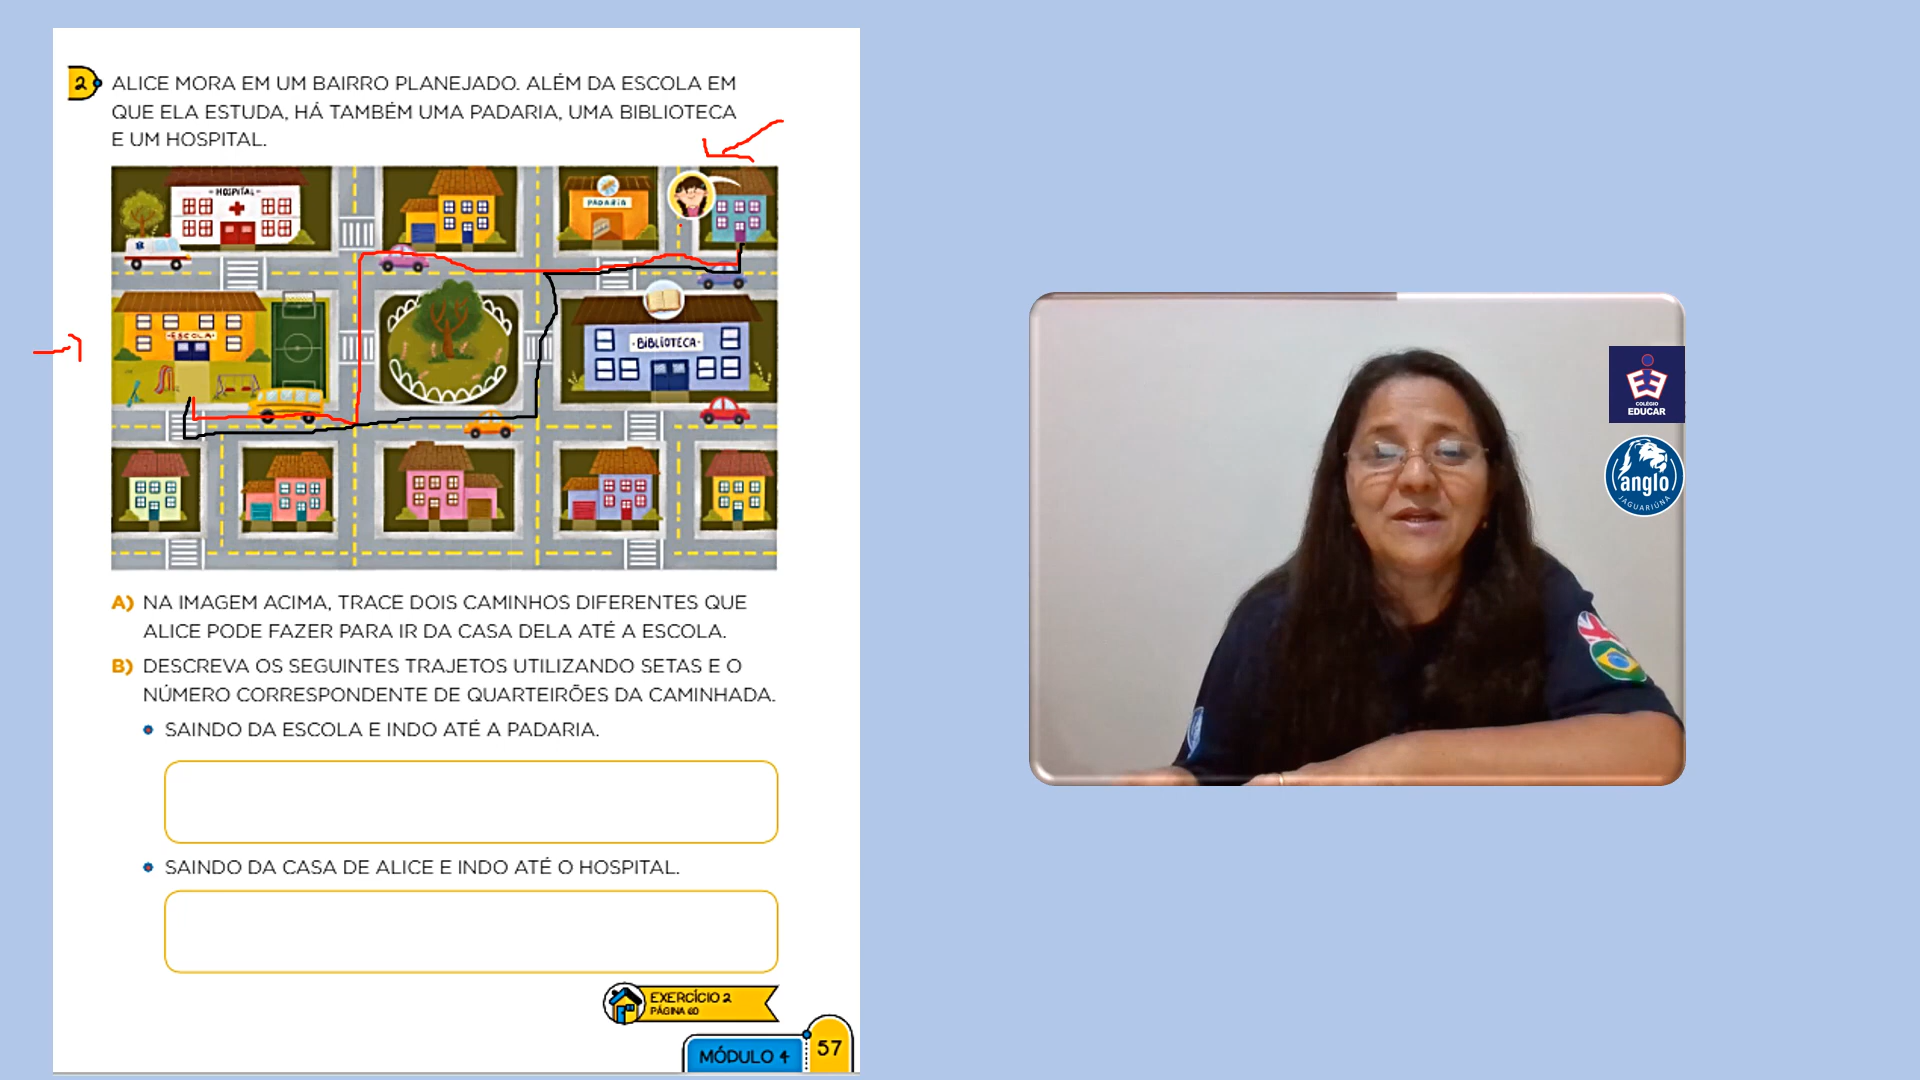 2
ALICE MORA EM UM BAIRRO PLANEJADO. ALÉM DA ESCOLA EM
QUE ELA ESTUDA, HÁ TAMBÉM UMA PADARIA, UMA BIBLIOTECA
E UM HOSPITAL.
HOSPITAL
PADARIA
ESCOLA
BIBLIOTECA
A) NA IMAGEM ACIMA, TRACE DOIS CAMINHOS DIFERENTES QUE
ALICE PODE FAZER PARA IR DA CASA DELA ATÉ A ESCOLA.
B) DESCREVA OS SEGUINTES TRAJETOS UTILIZANDO SETAS E O
NÚMERO CORRESPONDENTE DE QUARTEIRÕES DA CAMINHADA.
• SAINDO DA ESCOLA E INDO ATÉ A PADARIA.
• SAINDO DA CASA DE ALICE E INDO ATÉ O HOSPITAL.
EXERCÍCIO 2
PÁGINA 60
MÓDULO 4
57
COLÉGIO
EDUCAR
anglo
JAGUARIÚNA